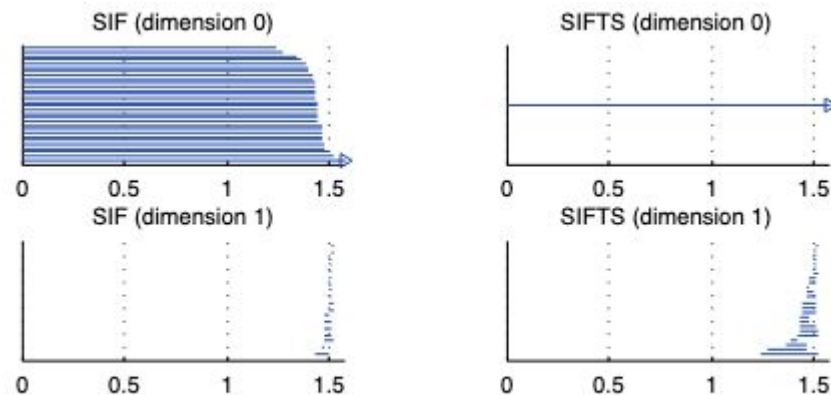 SIF (dimension 0)
SIFTS (dimension 0)
0 0.5 1 1.5
0 0.5 1 1.5
SIF (dimension 1)
SIFTS (dimension 1)
0 0.5 1 1.5
0 0.5 1 1.5